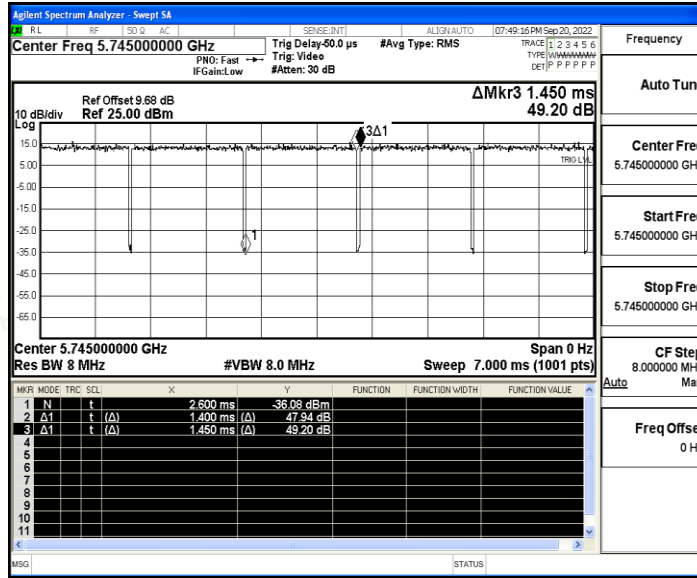 Agilent Spectrum Analyzer - Swept SA
RL RF 50 Ω AC SENSE:INT ALIGN AUTO 07:49:16 PM Sep 20, 2022
Center Freq 5.745000000 GHz
PNO: Fast
IFGain:Low
Trig Delay-50.0 µs
Trig: Video
#Atten: 30 dB
#Avg Type: RMS
TRACE 1 2 3 4 5 6
TYPE
DET P P P P P P
ΔMkr3 1.450 ms
49.20 dB
Ref Offset 9.68 dB
10 dB/div Ref 25.00 dBm
Log
15.0
5.00
-5.00
-15.0
-25.0
-35.0
-45.0
-55.0
-65.0
3Δ1
TRIG LVL
1
Center 5.745000000 GHz Span 0 Hz
Res BW 8 MHz #VBW 8.0 MHz Sweep 7.000 ms (1001 pts)
MKR MODE TRC SCL X Y FUNCTION FUNCTION WIDTH FUNCTION VALUE
1 N t 2.600 ms -36.08 dBm
2 Δ1 t (Δ) 1.400 ms (Δ) 47.94 dB
3 Δ1 t (Δ) 1.450 ms (Δ) 49.20 dB
4
5
6
7
8
9
10
11
MSG STATUS
Frequency
Auto Tun
Center Fre
5.745000000 GH
Start Fre
5.745000000 GH
Stop Fre
5.745000000 GH
CF Ste
8.000000 MH
Auto Ma
Freq Offse
0 H